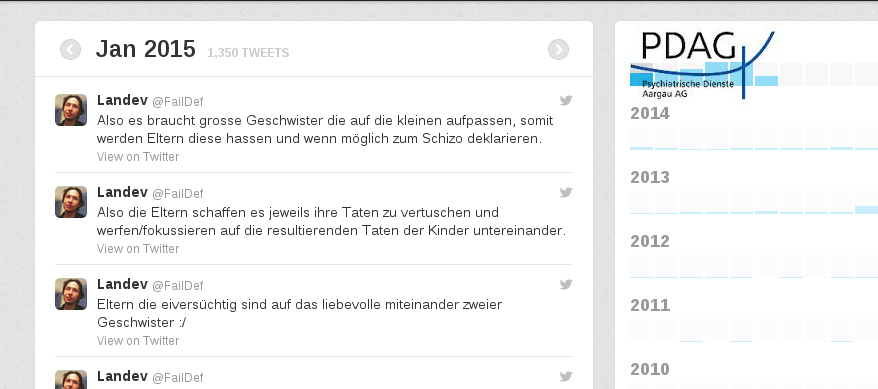 Jan 2015 1,350 TWEETS
Landev @FailDef
Also es braucht grosse Geschwister die auf die kleinen aufpassen, somit
werden Eltern diese hassen und wenn möglich zum Schizo deklarieren.
View on Twitter
Landev @FailDef
Also die Eltern schaffen es jeweils ihre Taten zu vertuschen und
werfen/fokussieren auf die resultierenden Taten der Kinder untereinander.
View on Twitter
Landev @FailDef
Eltern die eiversüchtig sind auf das liebevolle miteinander zweier
Geschwister :/
View on Twitter
Landev @FailDef
PDAG
Psychiatrische Dienste
Aargau AG
2014
2013
2012
2011
2010